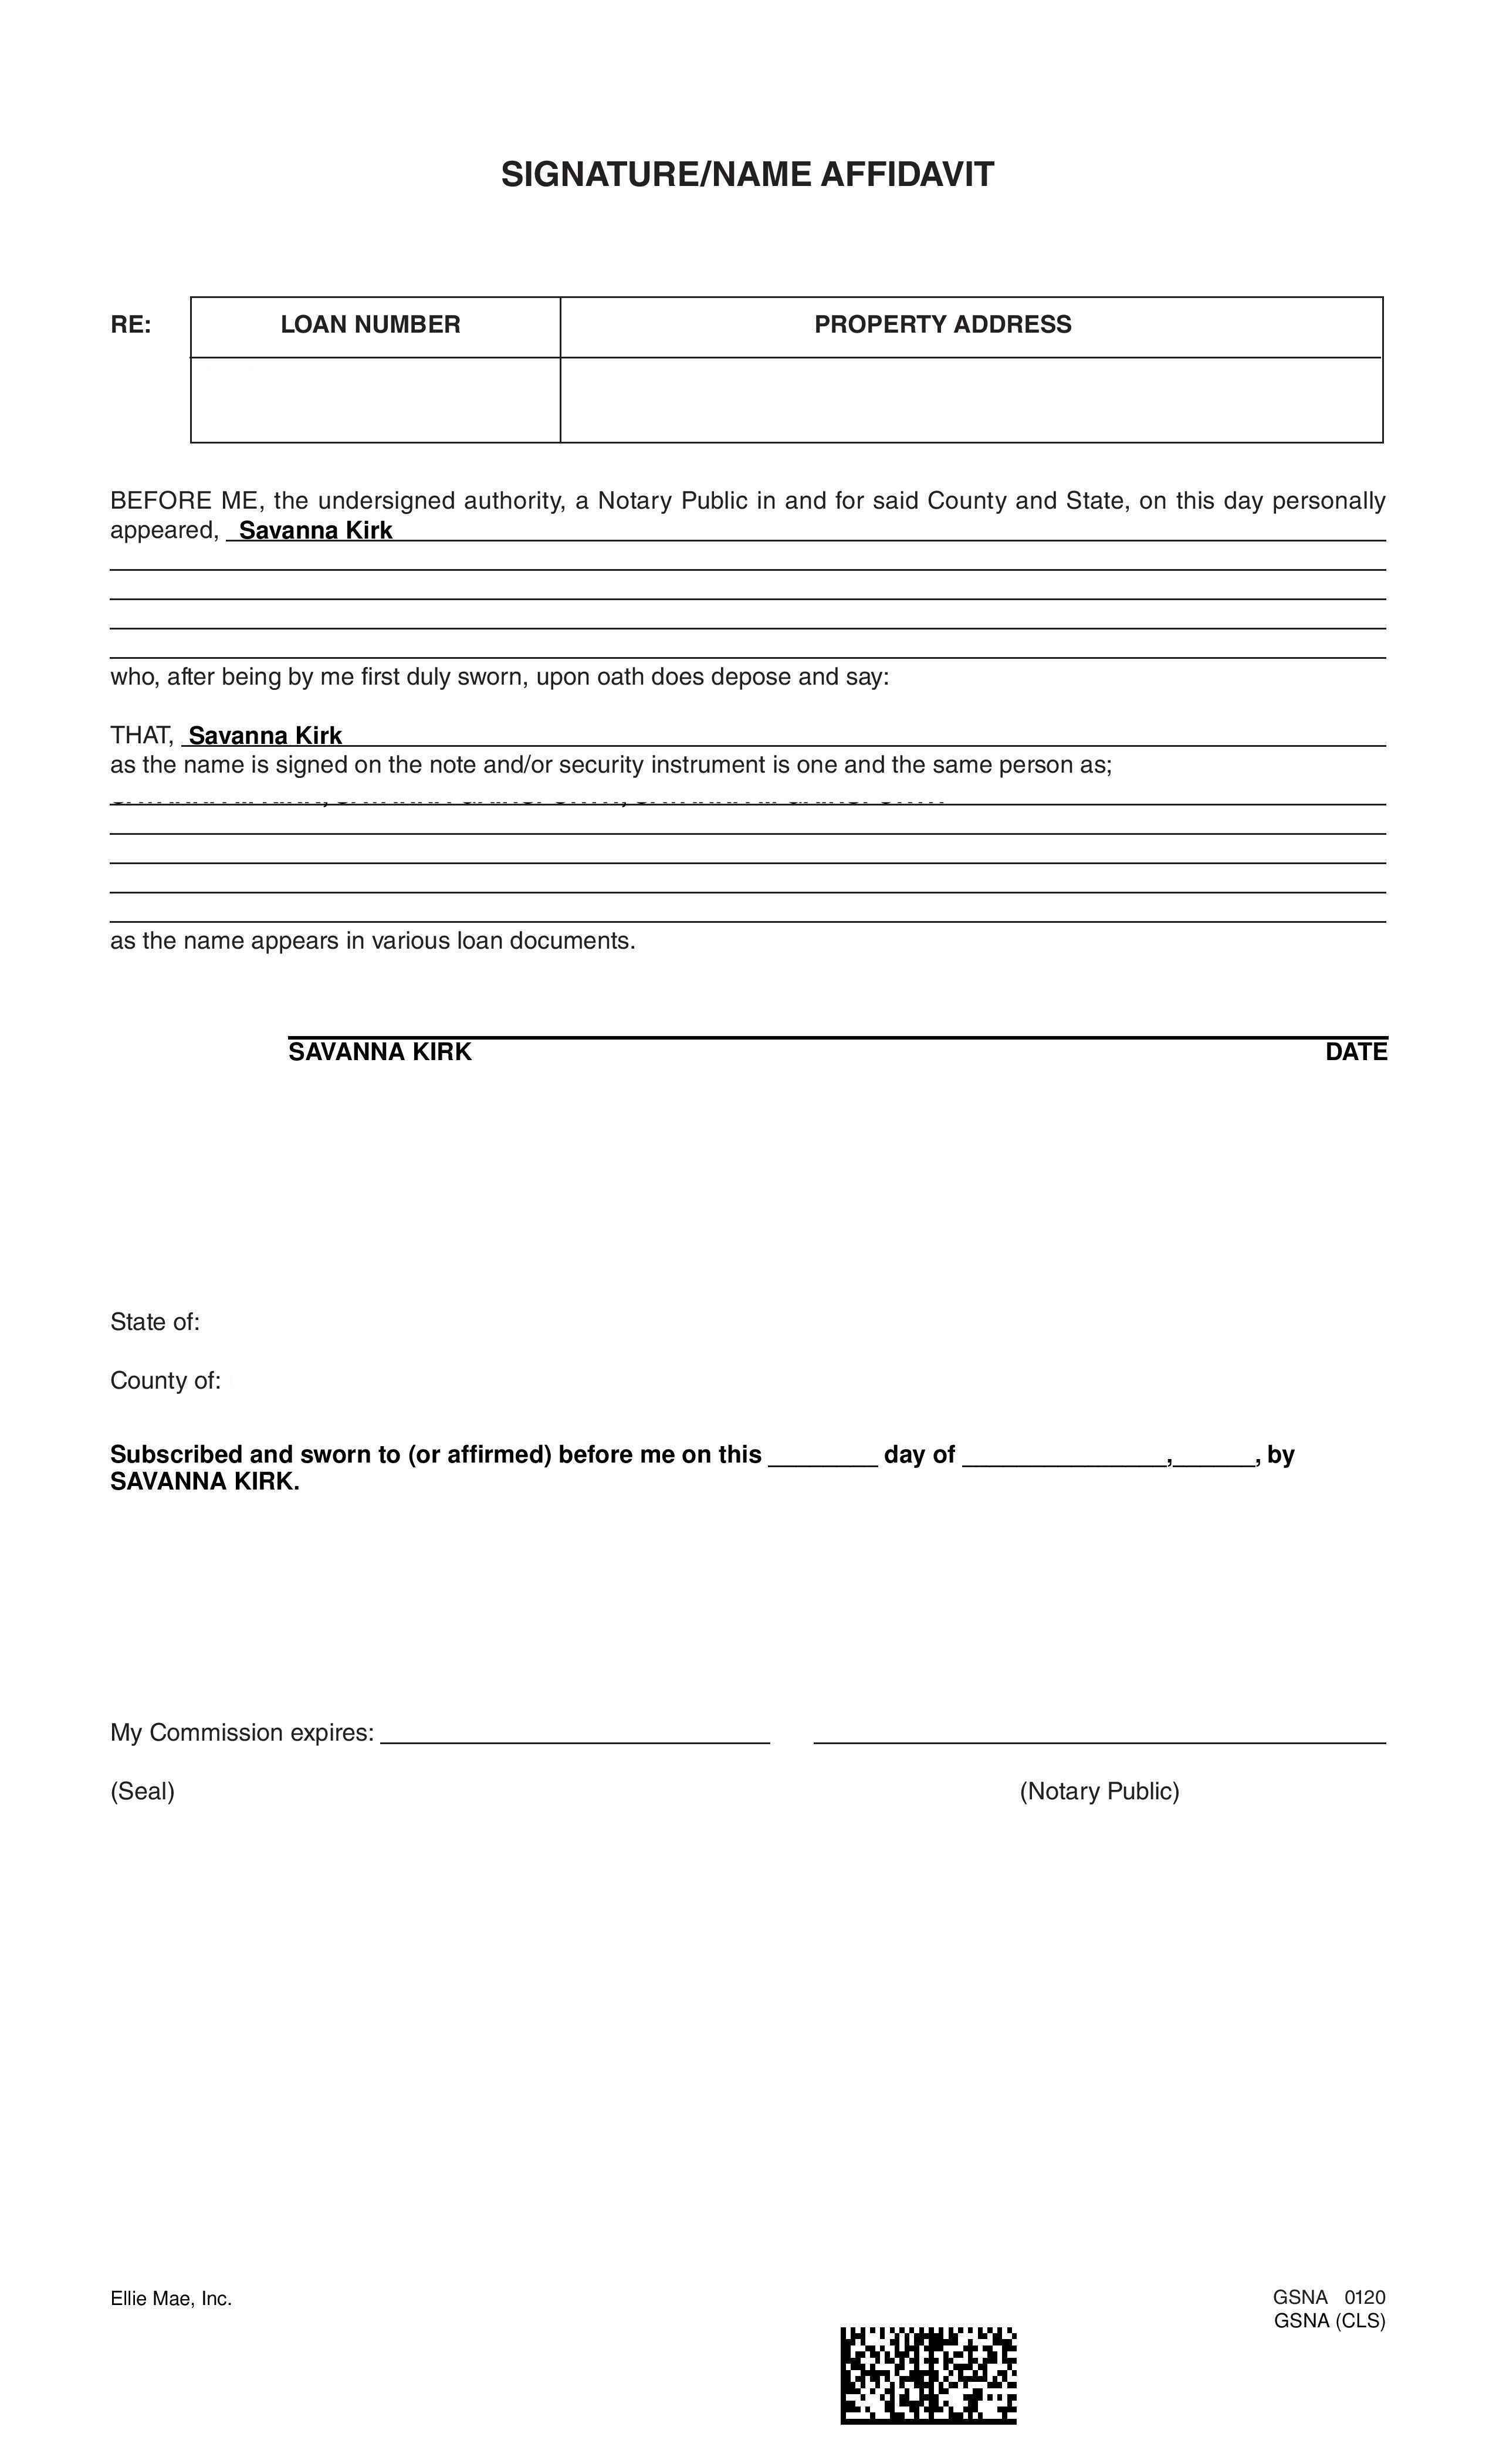 SIGNATURE/NAME AFFIDAVIT
RE:
LOAN NUMBER
PROPERTY ADDRESS
BEFORE ME, the undersigned authority, a Notary Public in and for said County and State, on this day personally
appeared, Savanna Kirk
who, after being by me first duly sworn, upon oath does depose and say:
THAT, Savanna Kirk
as the name is signed on the note and/or security instrument is one and the same person as;
as the name appears in various loan documents.
SAVANNA KIRK DATE
State of:
County of:
Subscribed and sworn to (or affirmed) before me on this ________ day of _______________,______, by
SAVANNA KIRK.
My Commission expires:
(Seal) (Notary Public)
Ellie Mae, Inc.
GSNA 0120
GSNA (CLS)